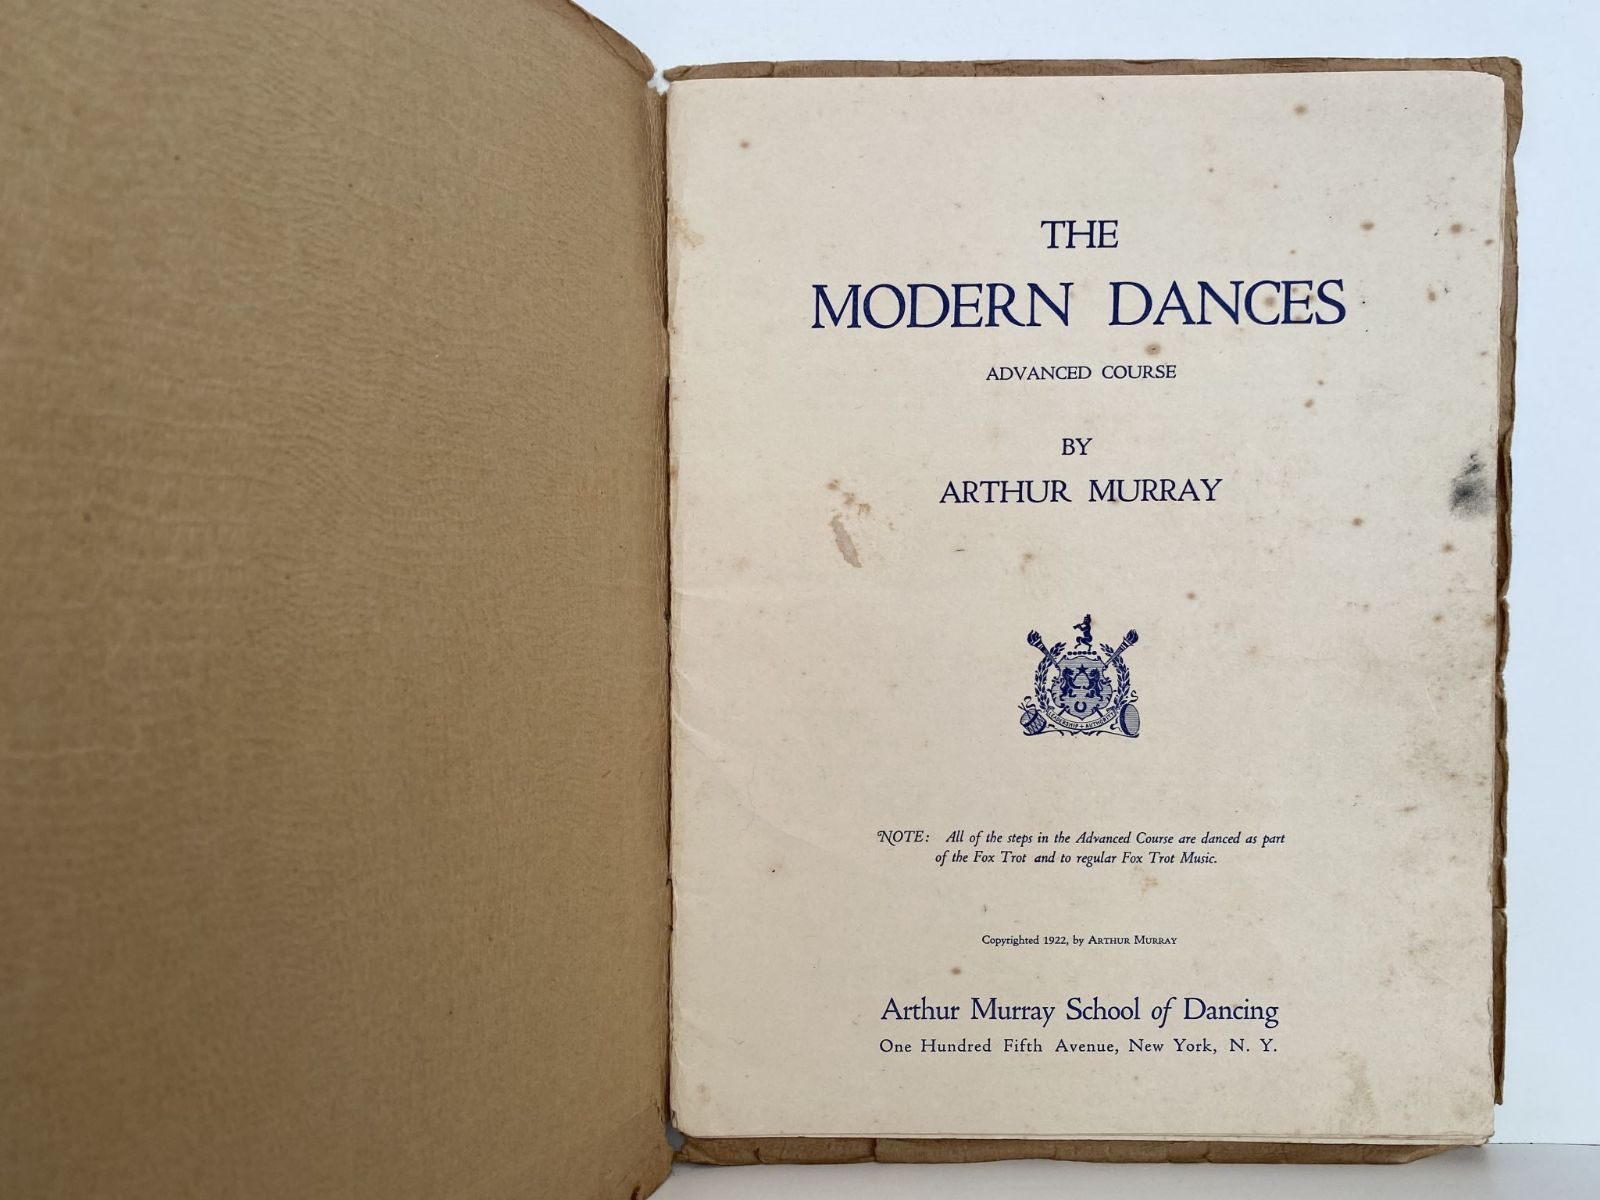 THE
MODERN DANCES
ADVANCED COURSE
BY
ARTHUR MURRAY
LEADERSHIP + AUTHORITY
NOTE: All of the steps in the Advanced Course are danced as part
of the Fox Trot and to regular Fox Trot Music.
Copyrighted 1922, by ARTHUR MURRAY
Arthur Murray School of Dancing
One Hundred Fifth Avenue, New York, N. Y.